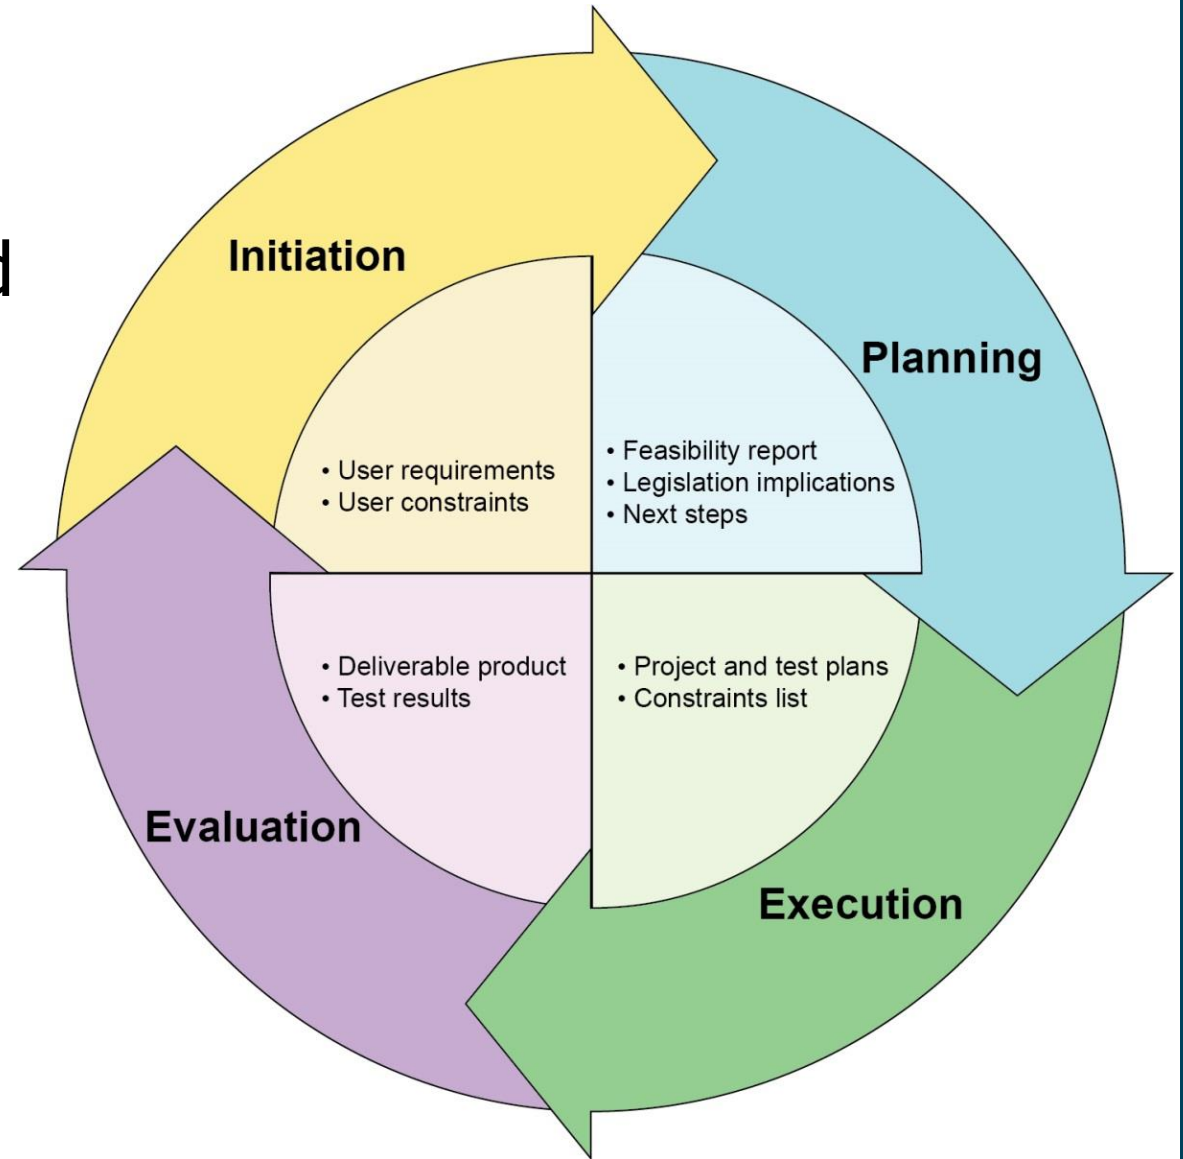 Initiation
Planning
• User requirements
• User constraints
• Feasibility report
• Legislation implications
• Next steps
• Deliverable product
• Test results
• Project and test plans
• Constraints list
Evaluation
Execution